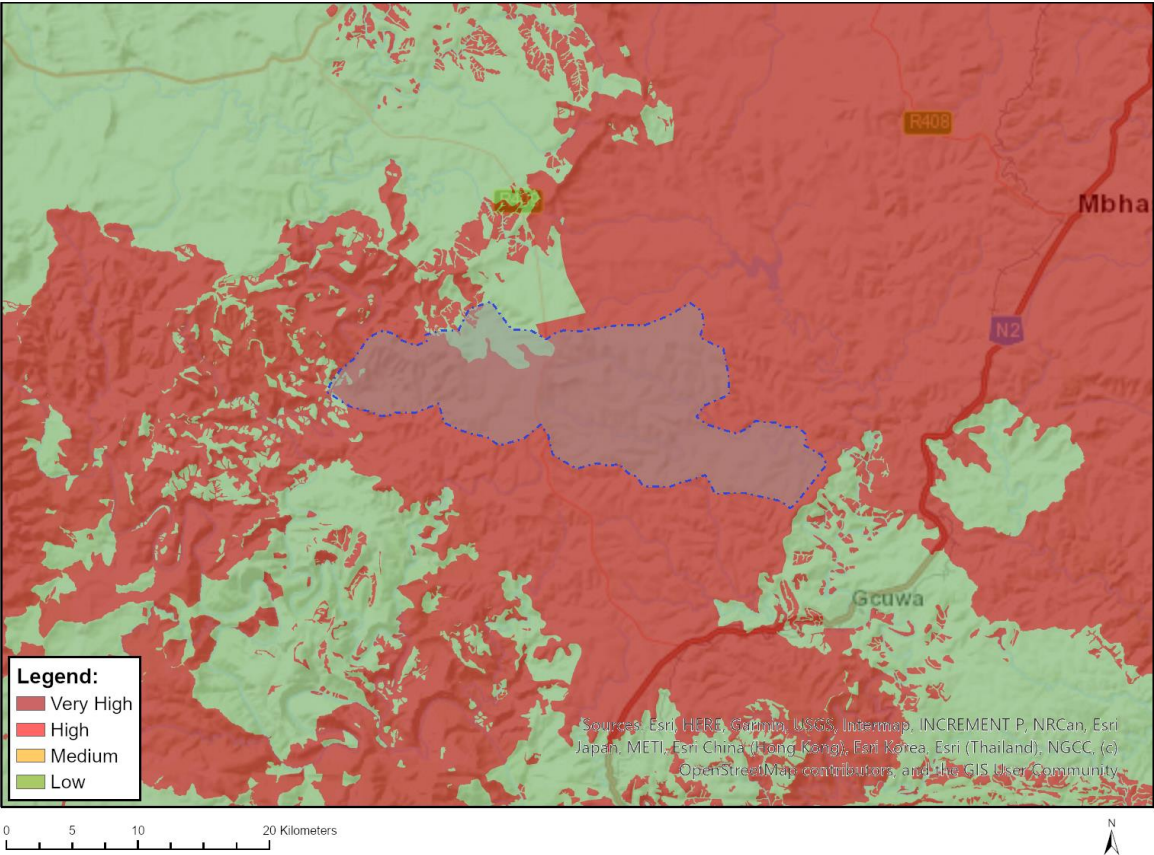 R408
Mbha
N2
Gcuwa
Legend:
Very High
High
Medium
Low
Sources: Esri, HERE, Garmin, USGS, Intermap, INCREMENT P, NRCan, Esri
Japan, METI, Esri China (Hong Kong), Esri Korea, Esri (Thailand), NGCC, (c)
OpenStreetMap contributors, and the GIS User Community
0 5 10 20 Kilometers
N